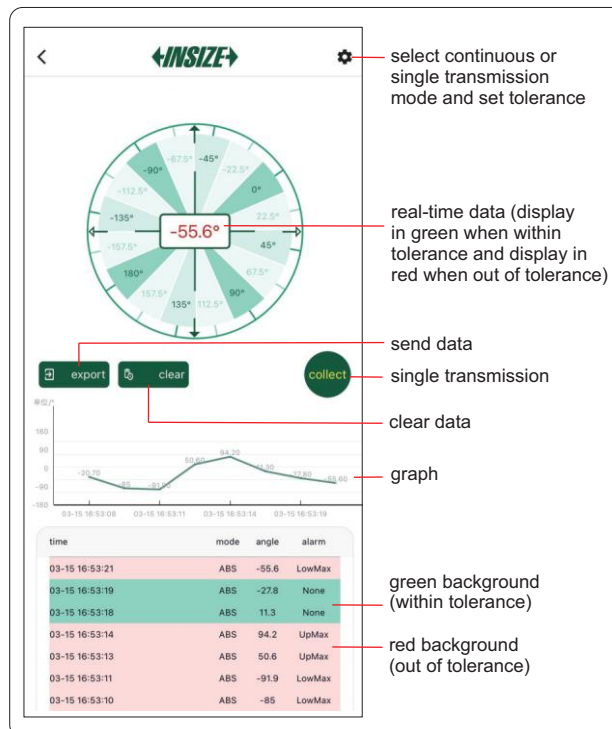 INSIZE
select continuous or
single transmission
mode and set tolerance
-67.5° -45° -22.5°
-90° 0°
-112.5° 22.5°
-135° 45°
-157.5° 67.5°
180° 90°
157.5° 135° 112.5°
-55.6°
real-time data (display
in green when within
tolerance and display in
red when out of tolerance)
send data
export clear collect
single transmission
clear data
单位/°
180
90
0
-90
-180
-20.70 -85 -91.90 50.60 94.20 11.30 -27.80 -55.60
graph
03-15 16:53:08 03-15 16:53:11 03-15 16:53:14 03-15 16:53:19
time mode angle alarm
03-15 16:53:21 ABS -55.6 LowMax
03-15 16:53:19 ABS -27.8 None
03-15 16:53:18 ABS 11.3 None
03-15 16:53:14 ABS 94.2 UpMax
03-15 16:53:13 ABS 50.6 UpMax
03-15 16:53:11 ABS -91.9 LowMax
03-15 16:53:10 ABS -85 LowMax
green background
(within tolerance)
red background
(out of tolerance)